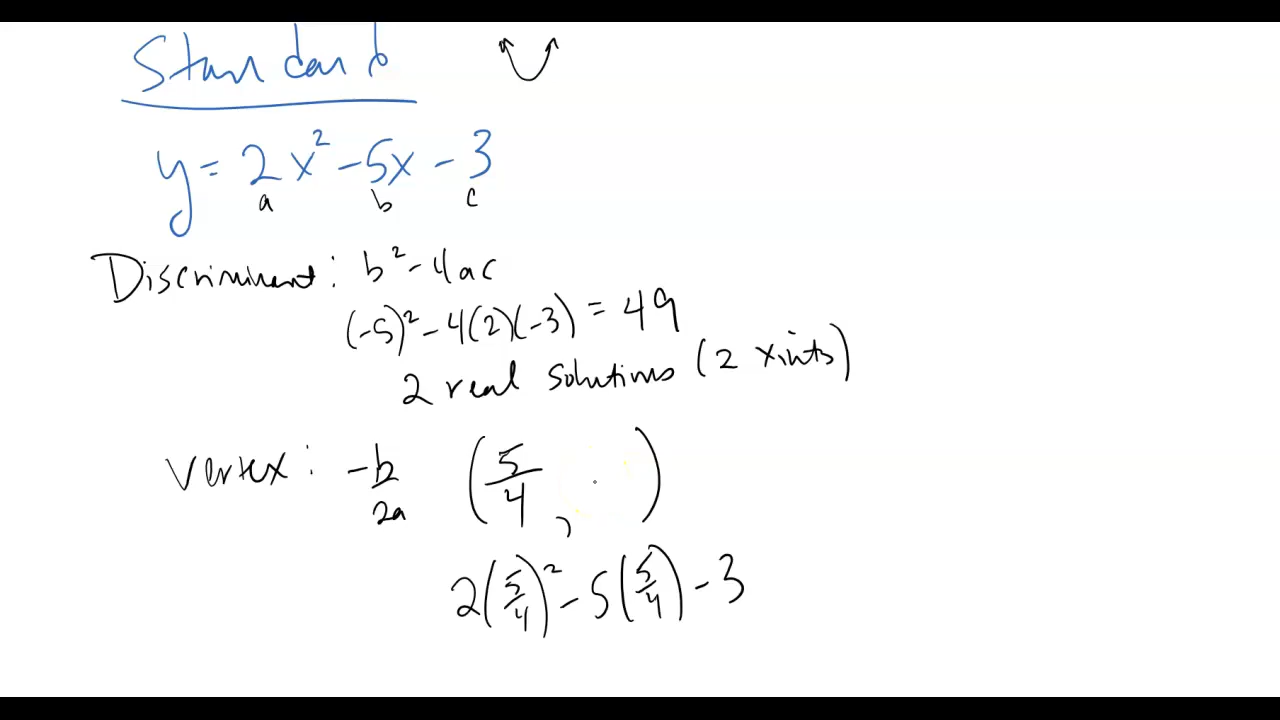 Standard
y = 2x² - 5x - 3
a b c
Discriminant: b² - 4ac
(-5)² - 4(2)(-3) = 49
2 real solutions (2 x ints)
Vertex: -b/2a (5/4, )
2(5/4)² - 5(5/4) - 3